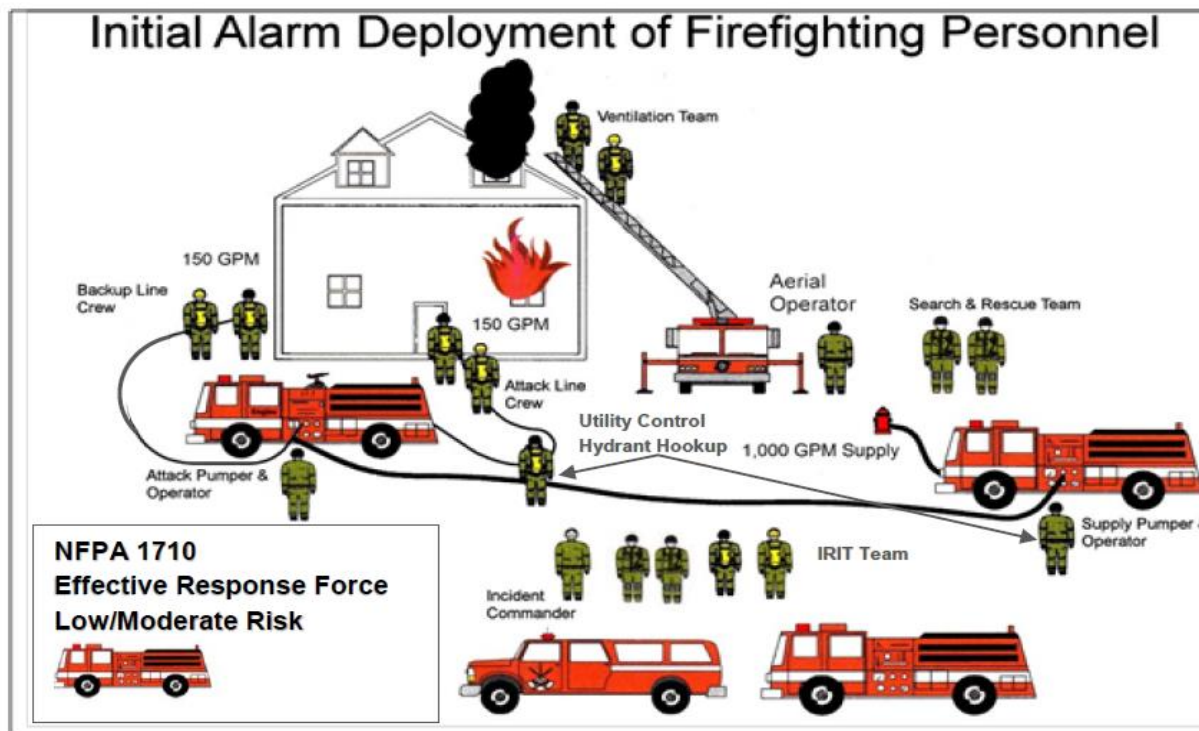 Initial Alarm Deployment of Firefighting Personnel
Ventilation Team
150 GPM
Backup Line
Crew
150 GPM
Attack Line
Crew
Aerial
Operator
Search & Rescue Team
Utility Control
Hydrant Hookup
1,000 GPM Supply
Attack Pumper &
Operator
Supply Pumper &
Operator
IRIT Team
Incident
Commander
NFPA 1710
Effective Response Force
Low/Moderate Risk